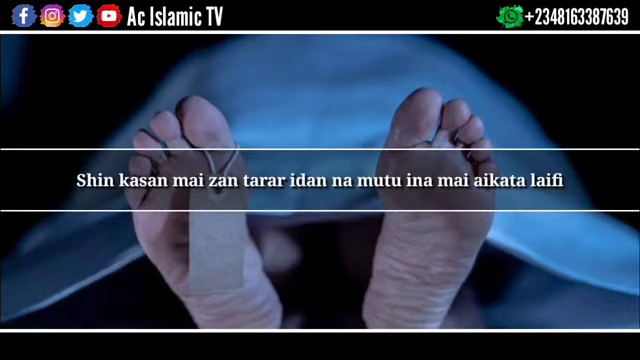 Ac Islamic TV
+2348163387639
Shin kasan mai zan tarar idan na mutu ina mai aikata laifi